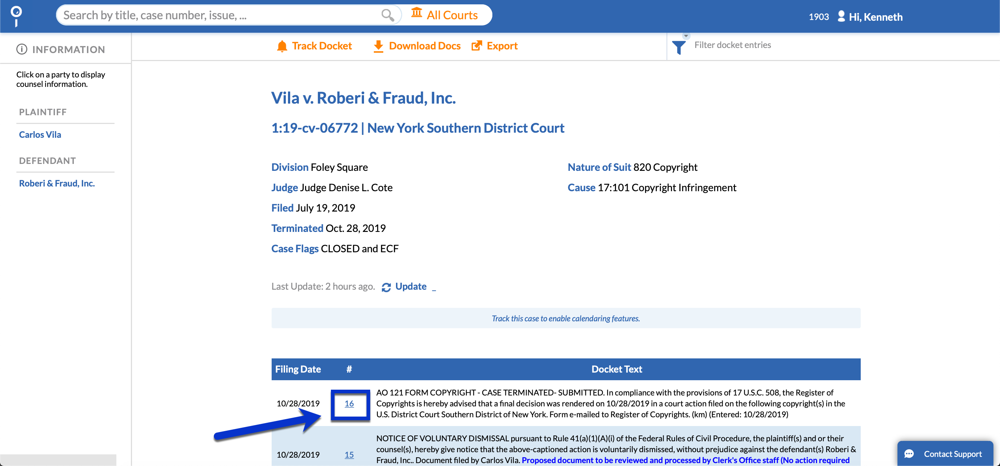 Search by title, case number, issue, ...
All Courts
1903
Hi, Kenneth
INFORMATION
Click on a party to display
counsel information.
PLAINTIFF
Carlos Vila
DEFENDANT
Roberi & Fraud, Inc.
Track Docket
Download Docs
Export
Filter docket entries
Vila v. Roberi & Fraud, Inc.
1:19-cv-06772 | New York Southern District Court
Division Foley Square
Judge Judge Denise L. Cote
Filed July 19, 2019
Terminated Oct. 28, 2019
Case Flags CLOSED and ECF
Nature of Suit 820 Copyright
Cause 17:101 Copyright Infringement
Last Update: 2 hours ago. Update _
Track this case to enable calendaring features.
Filing Date # Docket Text
10/28/2019 16
AO 121 FORM COPYRIGHT - CASE TERMINATED- SUBMITTED. In compliance with the provisions of 17 U.S.C. 508, the Register of
Copyrights is hereby advised that a final decision was rendered on 10/28/2019 in a court action filed on the following copyright(s) in the
U.S. District Court Southern District of New York. Form e-mailed to Register of Copyrights. (km) (Entered: 10/28/2019)
10/28/2019 15
NOTICE OF VOLUNTARY DISMISSAL pursuant to Rule 41(a)(1)(A)(i) of the Federal Rules of Civil Procedure, the plaintiff(s) and or their
counsel(s), hereby give notice that the above-captioned action is voluntarily dismissed, without prejudice against the defendant(s) Roberi &
Fraud, Inc.. Document filed by Carlos Vila. Proposed document to be reviewed and processed by Clerk's Office staff (No action required
Contact Support